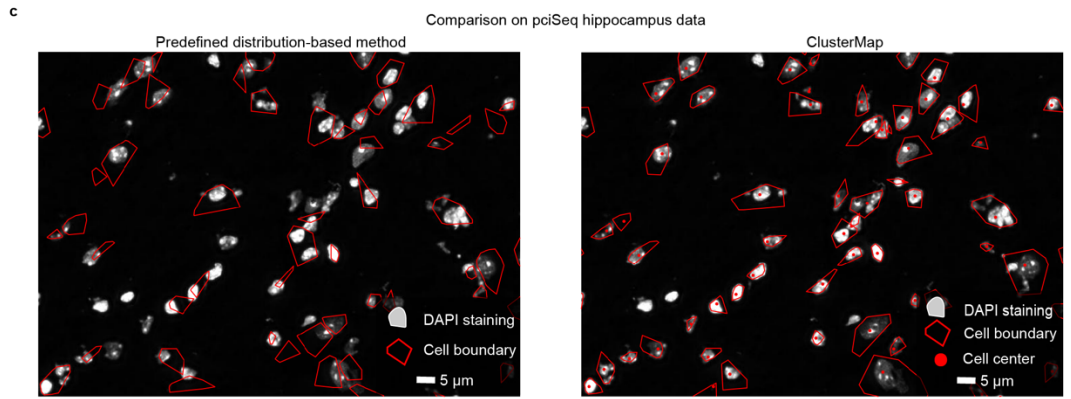 c
Comparison on pciSeq hippocampus data
Predefined distribution-based method
ClusterMap
DAPI staining
Cell boundary
5 μm
DAPI staining
Cell boundary
Cell center
5 μm